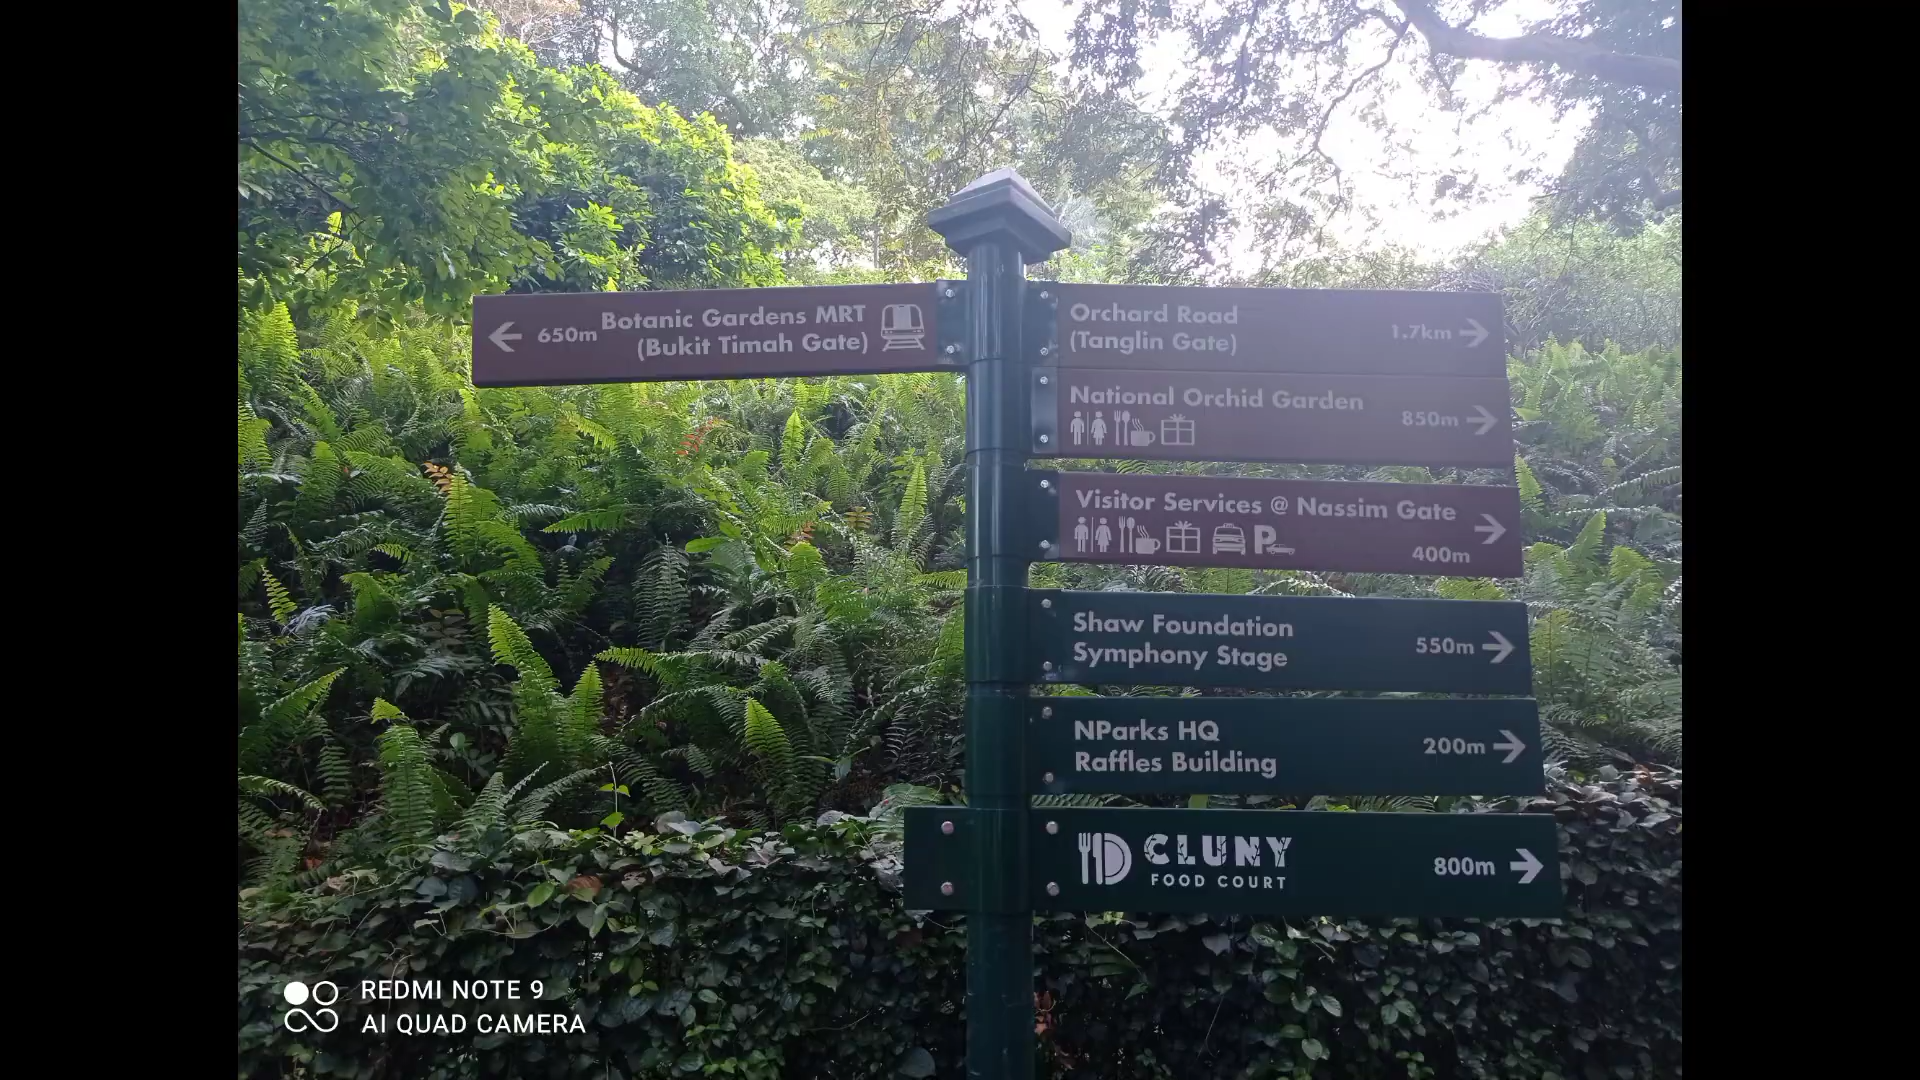 650m Botanic Gardens MRT
(Bukit Timah Gate)
Orchard Road
(Tanglin Gate)
1.7km
National Orchid Garden
850m
Visitor Services @ Nassim Gate
P
400m
Shaw Foundation
Symphony Stage
550m
NParks HQ
Raffles Building
200m
CLUNY
FOOD COURT
800m
REDMI NOTE 9
AI QUAD CAMERA